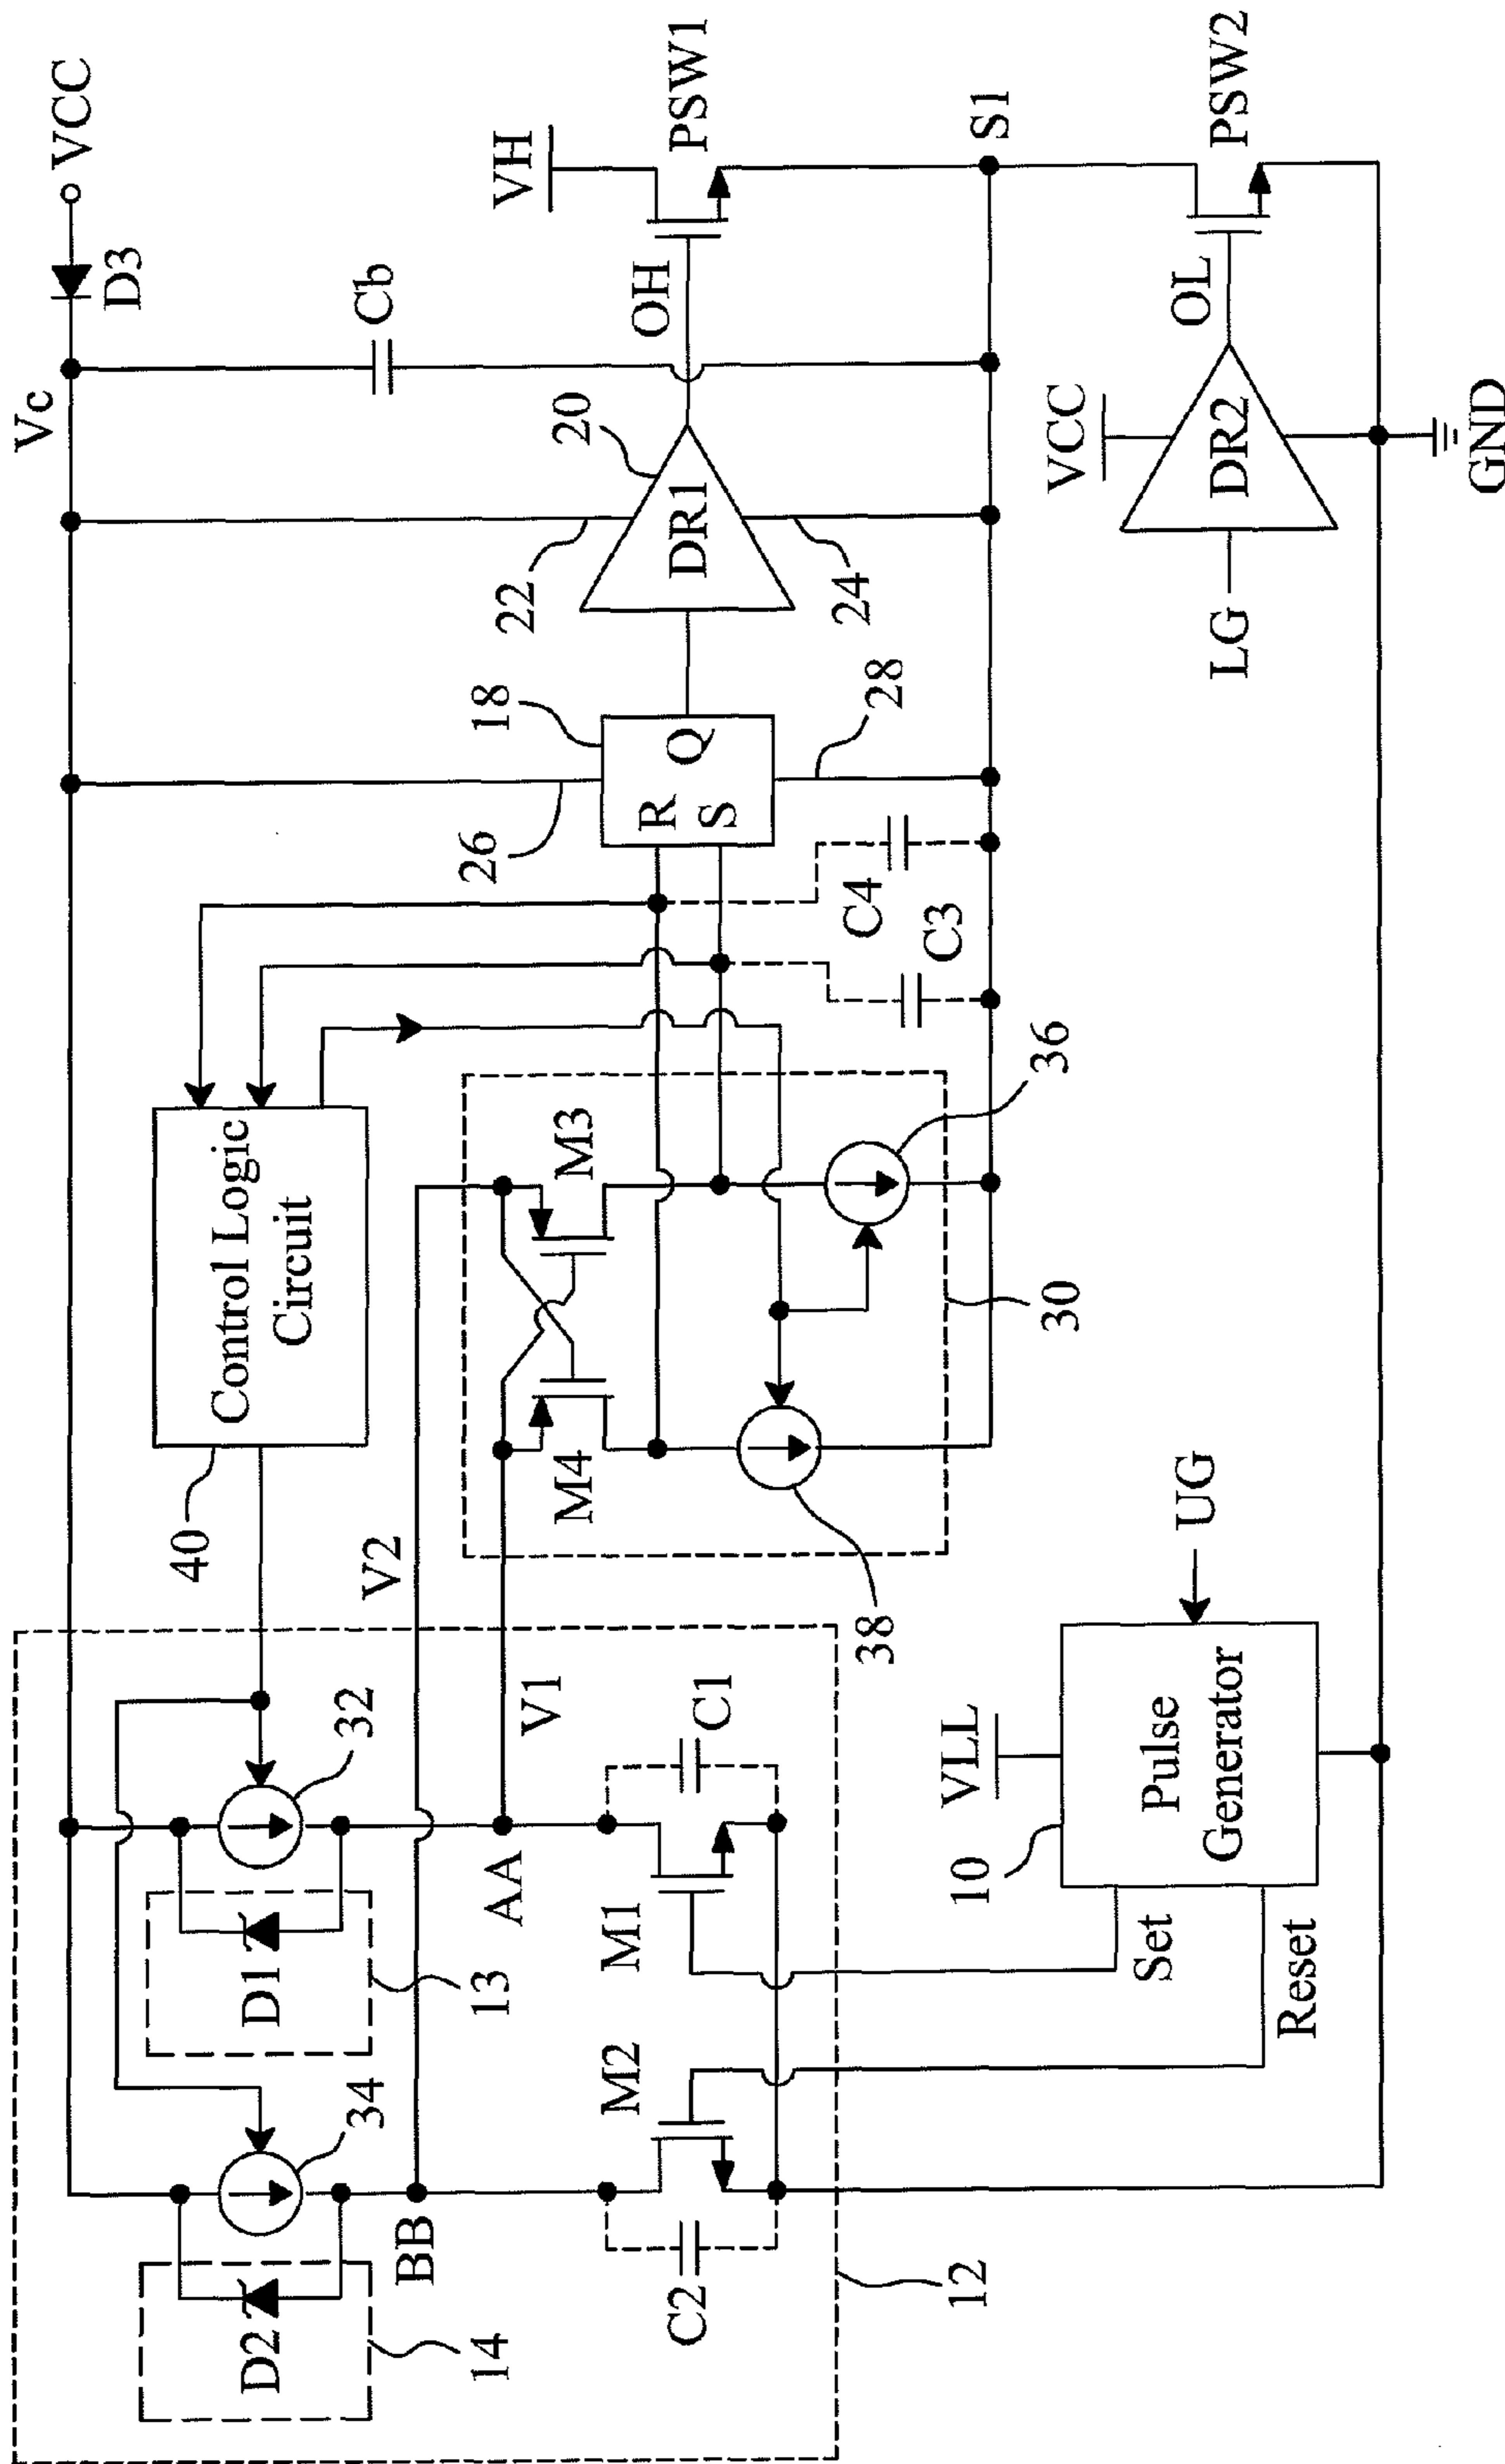 VCC
Vc
D3
Cb
VH
OH
PSW1
S1
PSW2
OL
VCC
DR2
GND
LG
20
DR1
22
24
18
R Q
S
26
28
C4
C3
Control Logic
Circuit
40
M3
M4
36
30
38
V2
V1
32
34
D1
13
D2
14
AA
BB
C1
C2
M1
M2
12
VLL
UG
Pulse
Generator
10
Set
Reset